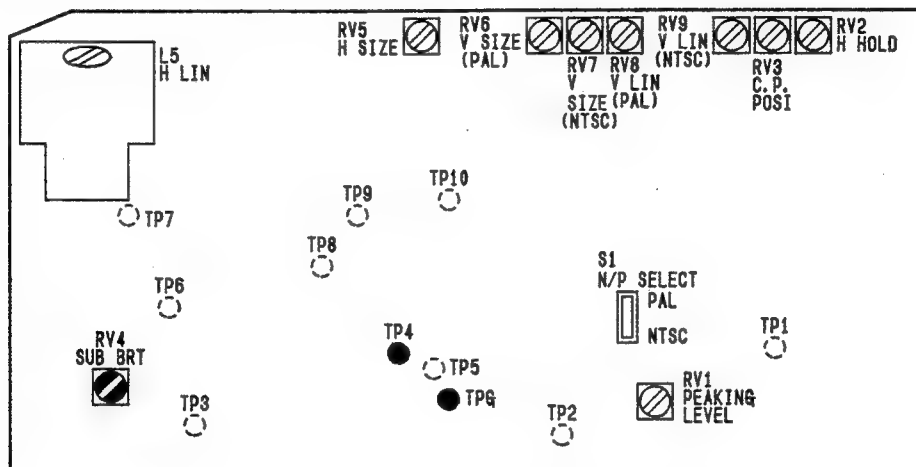 L5
H LIN
RV5
H SIZE
RV6
V SIZE
(PAL)
RV7
V
SIZE
(NTSC)
RV8
V LIN
(PAL)
RV9
V LIN
(NTSC)
RV3
C.P.
POSI
RV2
H HOLD
TP7
TP9
TP10
TP8
TP6
S1
N/P SELECT
PAL
NTSC
TP1
RV4
SUB BRT
TP4
TP5
TPG
TP3
TP2
RV1
PEAKING
LEVEL